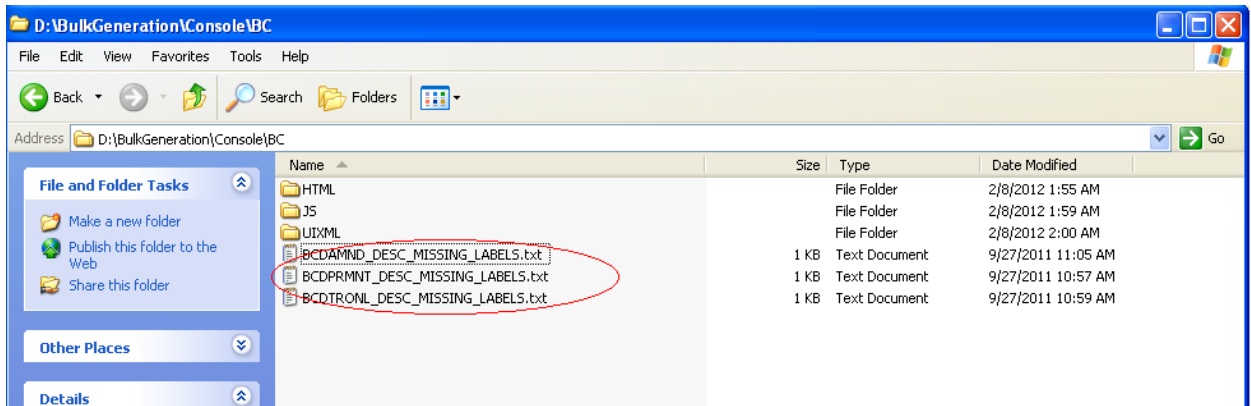 D:\BulkGeneration\Console\BC
File Edit View Favorites Tools Help
Back Search Folders
Address D:\BulkGeneration\Console\BC Go
Name Size Type Date Modified
File and Folder Tasks
Make a new folder
Publish this folder to the
Web
Share this folder
Other Places
Details
HTML File Folder 2/8/2012 1:55 AM
JS File Folder 2/8/2012 1:59 AM
UIXML File Folder 2/8/2012 2:00 AM
BCDAMND_DESC_MISSING_LABELS.txt 1 KB Text Document 9/27/2011 11:05 AM
BCDPRMNT_DESC_MISSING_LABELS.txt 1 KB Text Document 9/27/2011 10:57 AM
BCDTRONL_DESC_MISSING_LABELS.txt 1 KB Text Document 9/27/2011 10:59 AM